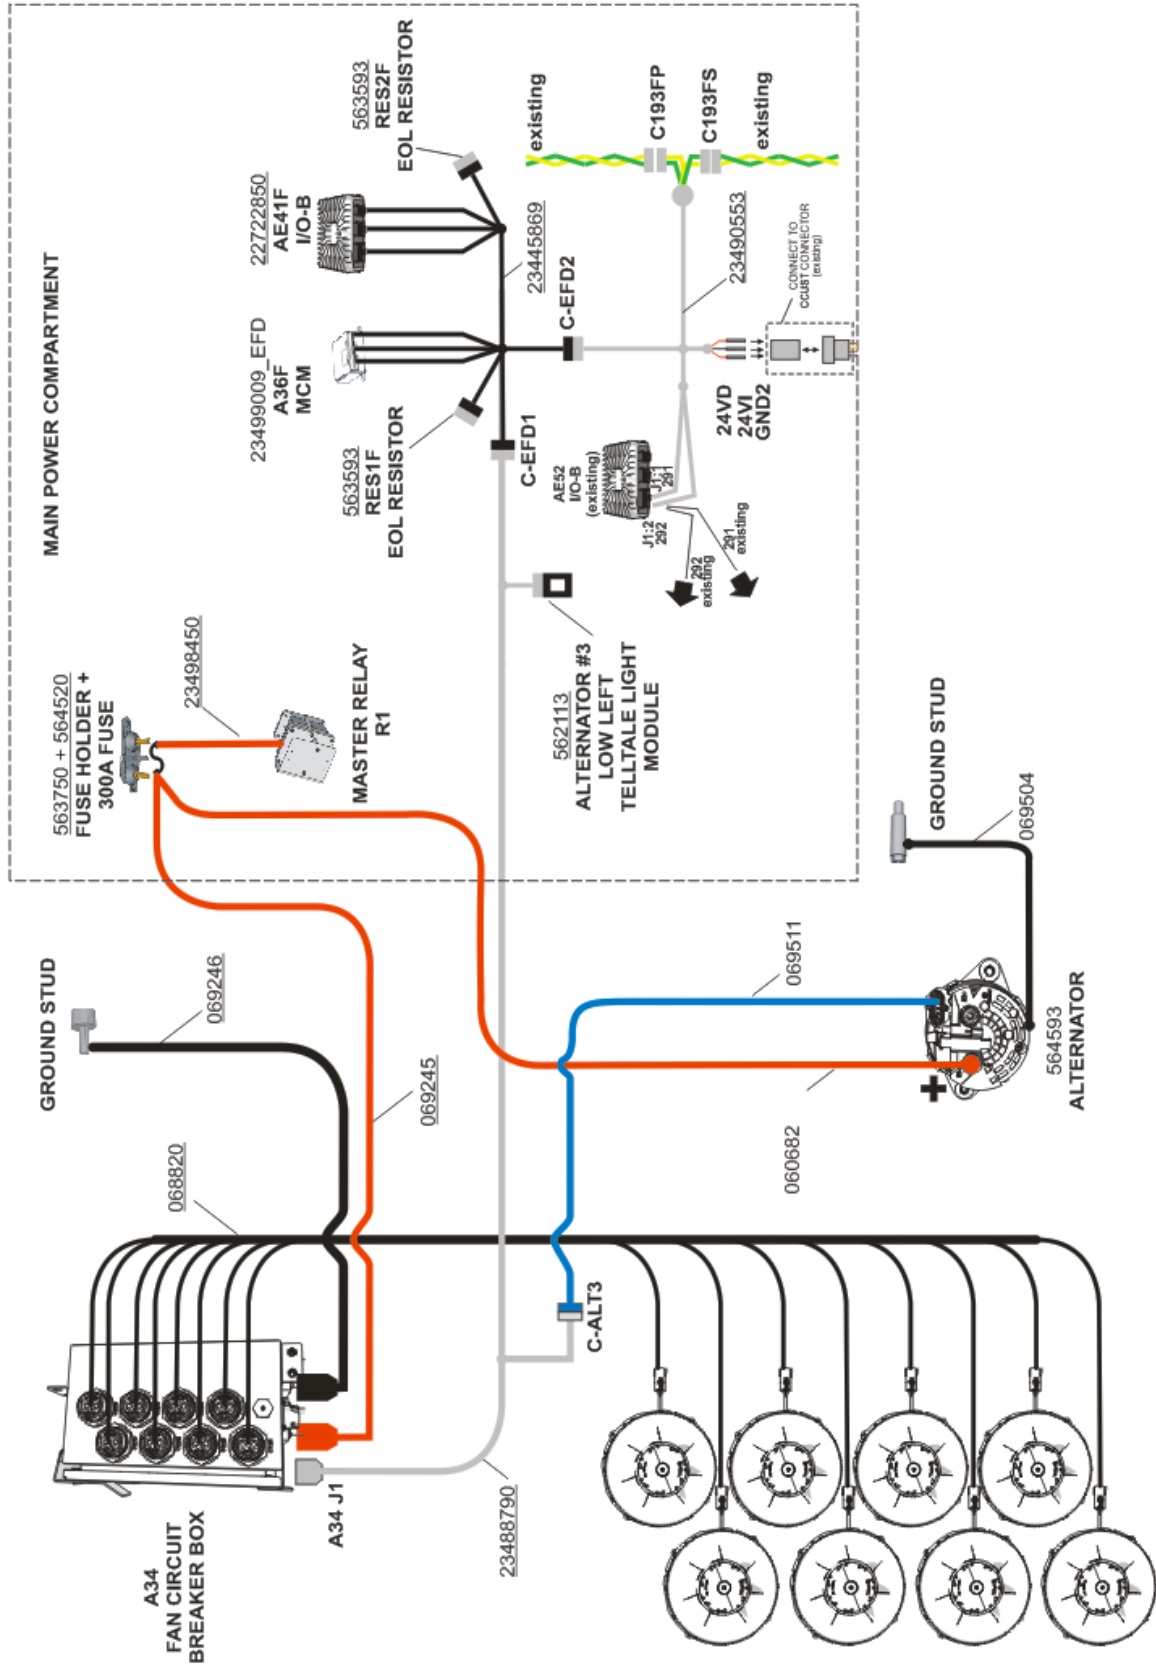 MAIN POWER COMPARTMENT
563593
RES2F
EOL RESISTOR
22722850
AE41F
I/O-B
23499009_EFD
A36F
MCM
563593
RES1F
EOL RESISTOR
23445869
C-EFD2
C-EFD1
existing
C193FP
C193FS
existing
23490553
CONNECT TO
CCUST CONNECTOR
(existing)
24VD
24VI
GND2
AE52
I/O-B
(existing)
J1:1
291
J1:2
292
292
existing
291
existing
563750 + 564520
FUSE HOLDER +
300A FUSE
23498450
MASTER RELAY
R1
562113
ALTERNATOR #3
LOW LEFT
TELLTALE LIGHT
MODULE
GROUND STUD
069504
GROUND STUD
069246
069511
564593
ALTERNATOR
069245
060682
068820
C-ALT3
A34 J1
23488790
A34
FAN CIRCUIT
BREAKER BOX